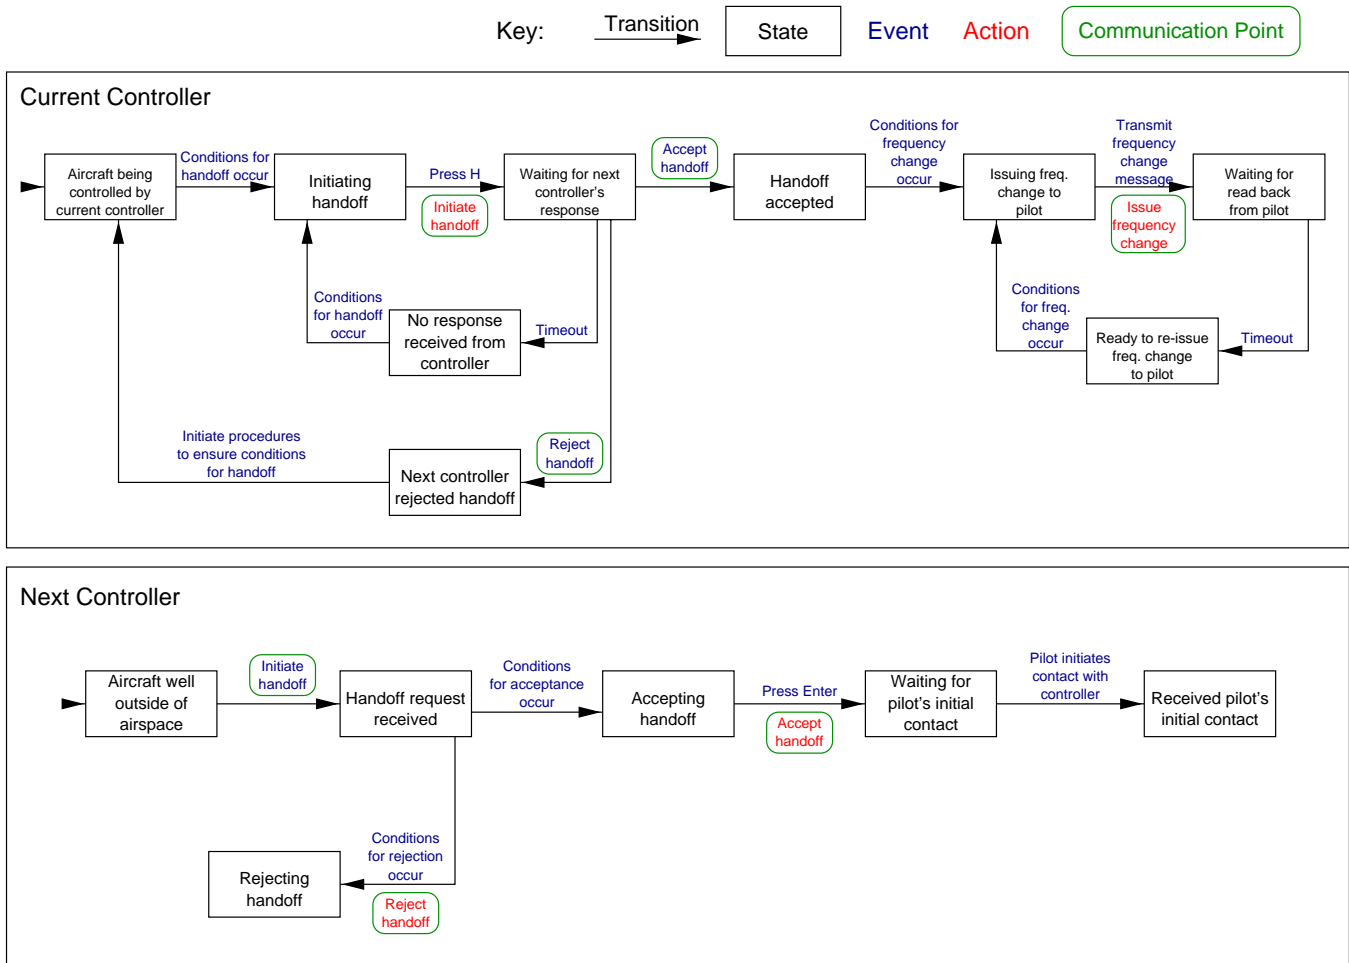 Key:
Transition
State
Event
Action
Communication Point
Current Controller
Aircraft being
controlled by
current controller
Conditions for
handoff occur
Initiating
handoff
Press H
Initiate
handoff
Waiting for next
controller's
response
Accept
handoff
Handoff
accepted
Conditions for
frequency
change
occur
Issuing freq.
change to
pilot
Transmit
frequency
change
message
Issue
frequency
change
Waiting for
read back
from pilot
Conditions
for handoff
occur
No response
received from
controller
Timeout
Conditions
for freq.
change
occur
Ready to re-issue
freq. change
to pilot
Timeout
Initiate procedures
to ensure conditions
for handoff
Next controller
rejected handoff
Reject
handoff
Next Controller
Aircraft well
outside of
airspace
Initiate
handoff
Handoff request
received
Conditions
for acceptance
occur
Accepting
handoff
Press Enter
Accept
handoff
Waiting for
pilot's initial
contact
Pilot initiates
contact with
controller
Received pilot's
initial contact
Rejecting
handoff
Conditions
for rejection
occur
Reject
handoff